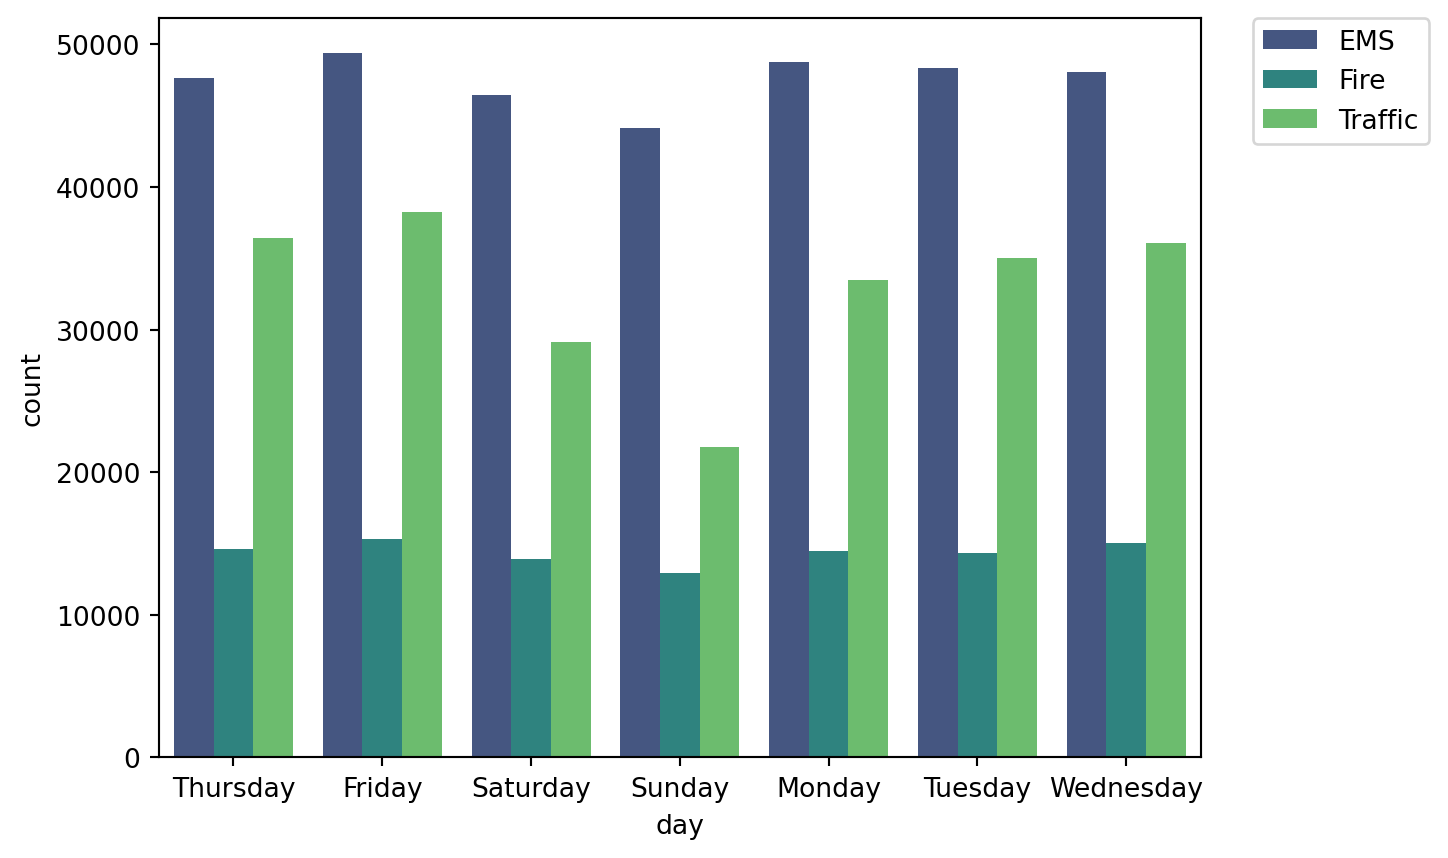 50000
40000
30000
20000
10000
0
count
Thursday Friday Saturday Sunday Monday Tuesday Wednesday
day
EMS
Fire
Traffic